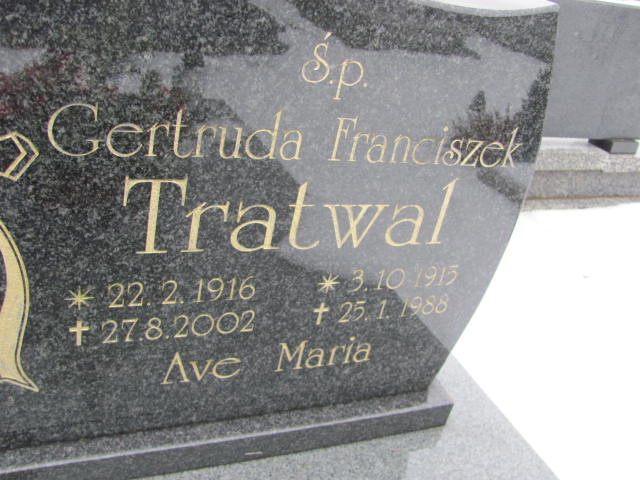 Ś.p.
Gertruda Franciszek
Tratwal
* 22.2.1916 * 3.10.1915
✝ 27.8.2002 ✝ 25.1.1988
Ave Maria